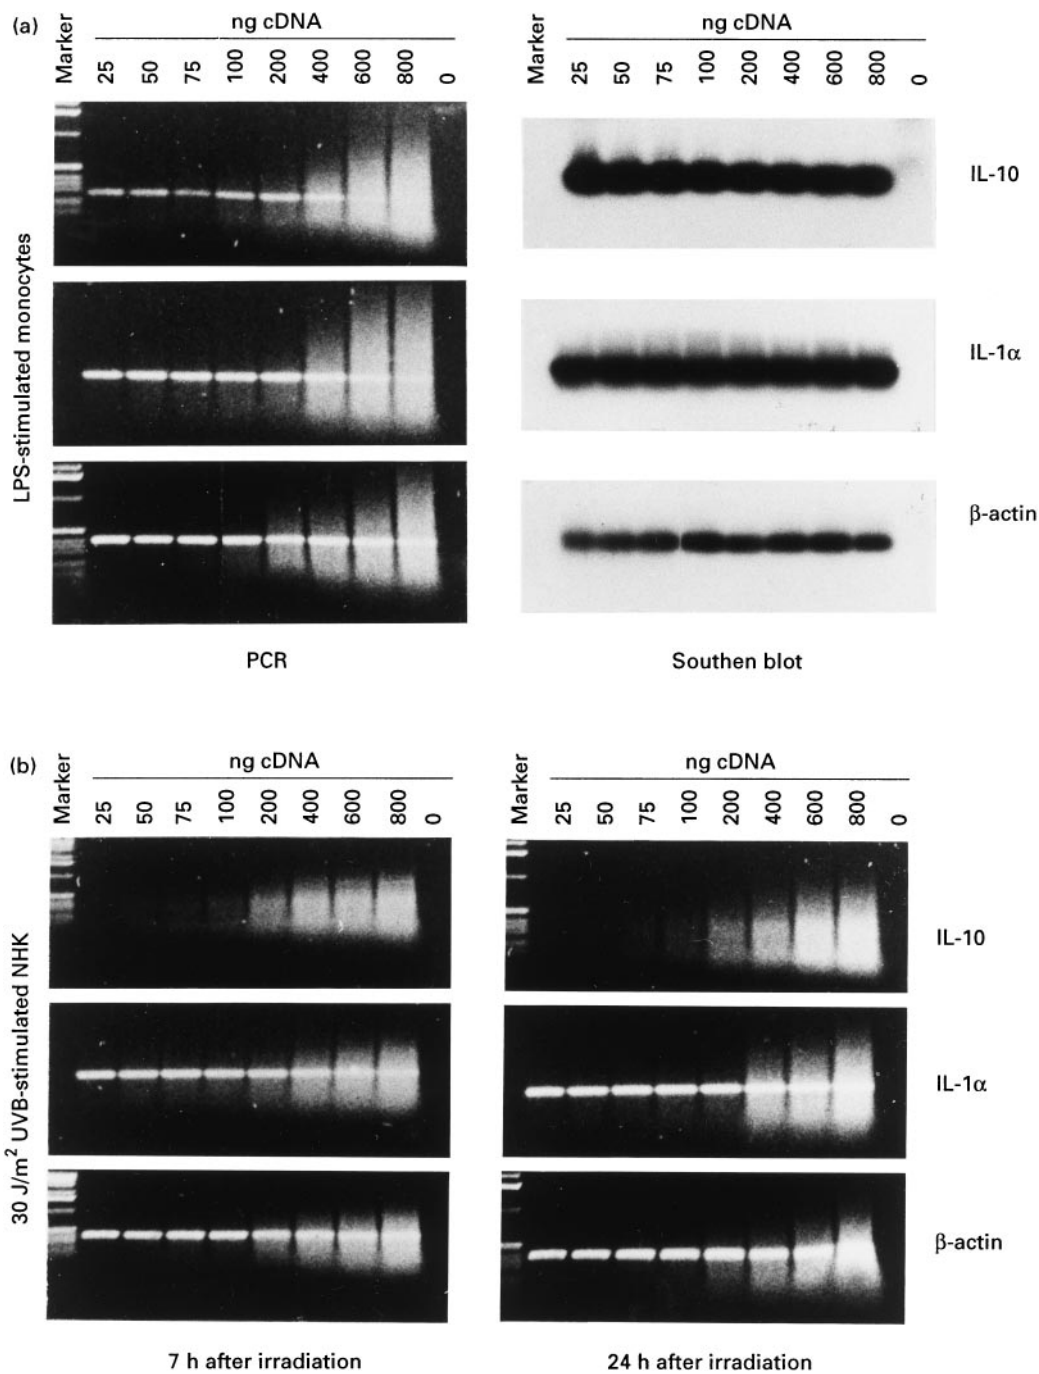 (a)
Marker
ng cDNA
25 50 75 100 200 400 600 800 0
Marker
ng cDNA
25 50 75 100 200 400 600 800 0
LPS-stimulated monocytes
IL-10
IL-1α
β-actin
PCR
Southen blot
(b)
Marker
ng cDNA
25 50 75 100 200 400 600 800 0
Marker
ng cDNA
25 50 75 100 200 400 600 800 0
30 J/m² UVB-stimulated NHK
IL-10
IL-1α
β-actin
7 h after irradiation
24 h after irradiation